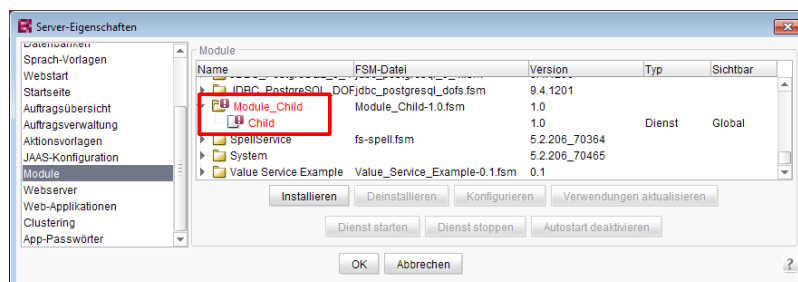 Server-Eigenschaften
Datenbanken
Sprach-Vorlagen
Webstart
Startseite
Auftragsübersicht
Auftragsverwaltung
Aktionsvorlagen
JAAS-Konfiguration
Module
Webserver
Web-Applikationen
Clustering
App-Passwörter
Module
Name FSM-Datei Version Typ Sichtbar
JDBC_PostgreSQL_DOF jdbc_postgresql_dofs.fsm 9.4.1201
Module_Child Module_Child-1.0.fsm 1.0
Child 1.0 Dienst Global
SpellService fs-spell.fsm 5.2.206_70364
System 5.2.206_70465
Value Service Example Value_Service_Example-0.1.fsm 0.1
Installieren Deinstallieren Konfigurieren Verwendungen aktualisieren
Dienst starten Dienst stoppen Autostart deaktivieren
OK Abbrechen ?